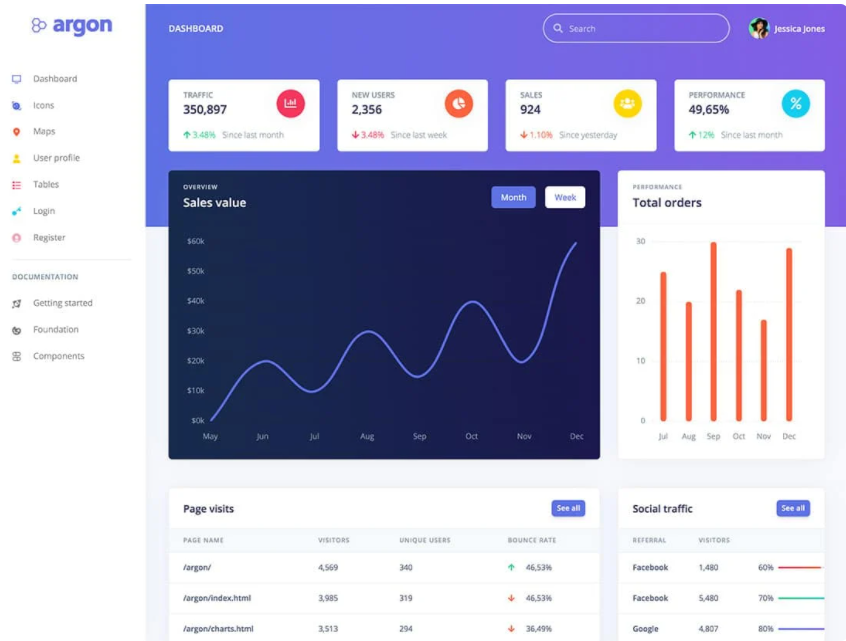 argon
DASHBOARD
Search
Jessica Jones
Dashboard
Icons
Maps
User profile
Tables
Login
Register
DOCUMENTATION
Getting started
Foundation
Components
TRAFFIC
350,897
3.48% Since last month
NEW USERS
2,356
3.48% Since last week
SALES
924
1.10% Since yesterday
PERFORMANCE
49,65%
12% Since last month
OVERVIEW
Sales value
Month
Week
$60k
$50k
$40k
$30k
$20k
$10k
$0k
May Jun Jul Aug Sep Oct Nov Dec
PERFORMANCE
Total orders
30
20
10
0
Jul Aug Sep Oct Nov Dec
Page visits
See all
PAGE NAME VISITORS UNIQUE USERS BOUNCE RATE
/argon/ 4,569 340 46,53%
/argon/index.html 3,985 319 46,53%
/argon/charts.html 3,513 294 36,49%
Social traffic
See all
REFERRAL VISITORS
Facebook 1,480 60%
Facebook 5,480 70%
Google 4,807 80%